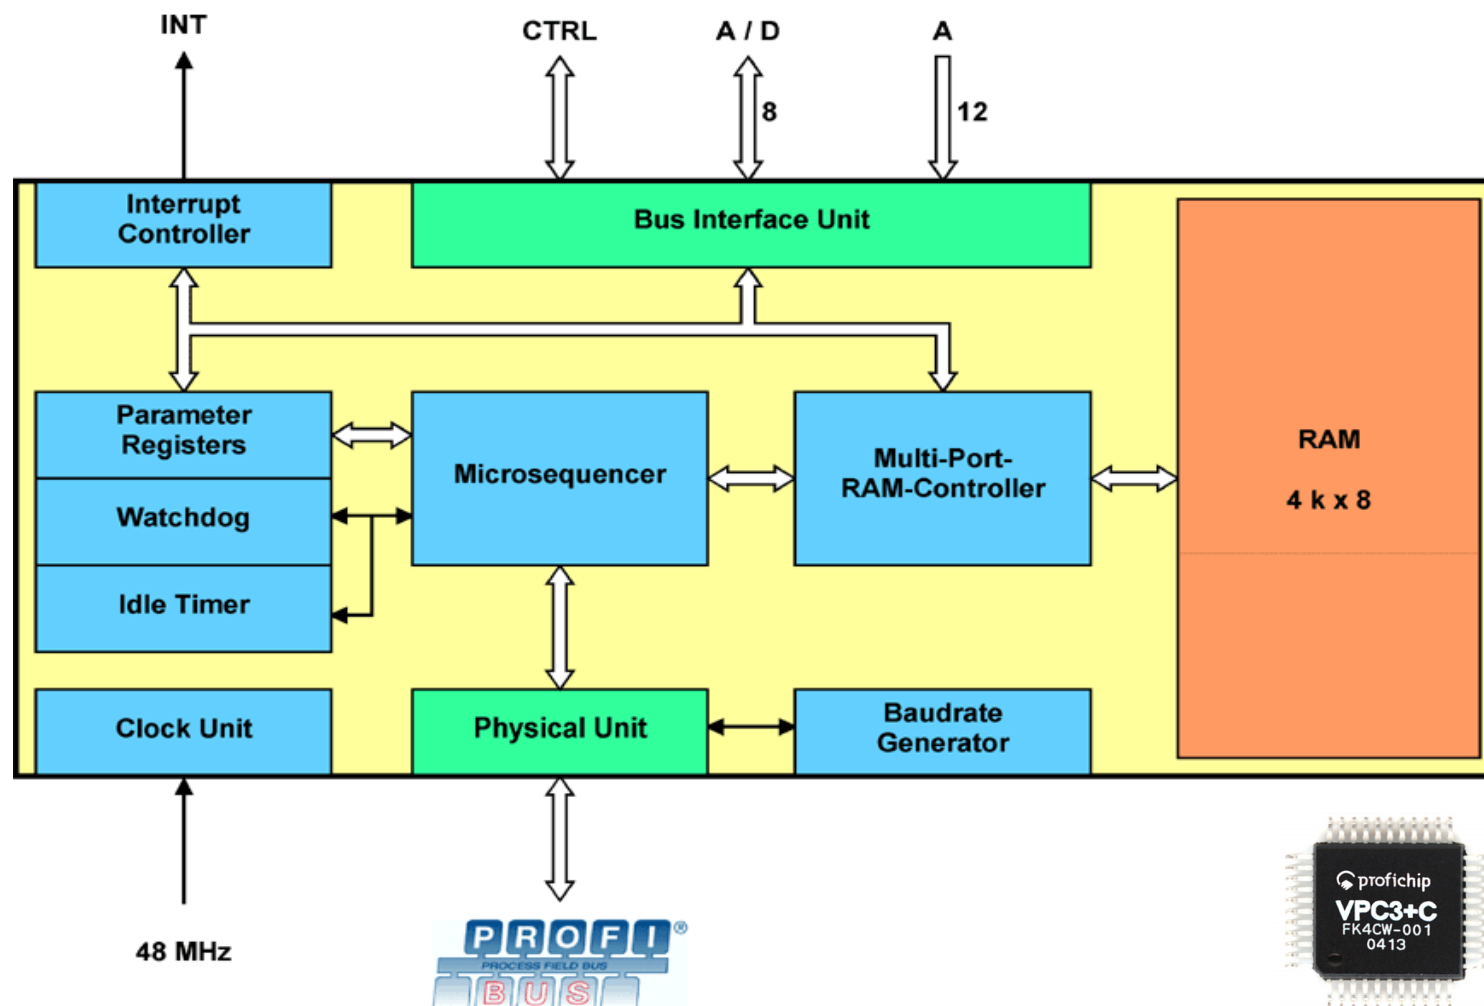 INT
CTRL
A / D
A
8
12
Interrupt
Controller
Bus Interface Unit
Parameter
Registers
Microsequencer
Multi-Port-
RAM-Controller
RAM
4 k x 8
Watchdog
Idle Timer
Clock Unit
Physical Unit
Baudrate
Generator
48 MHz
PROFI®
PROCESS FIELD BUS
BUS
profichip
VPC3+C
FK4CW-001
0413